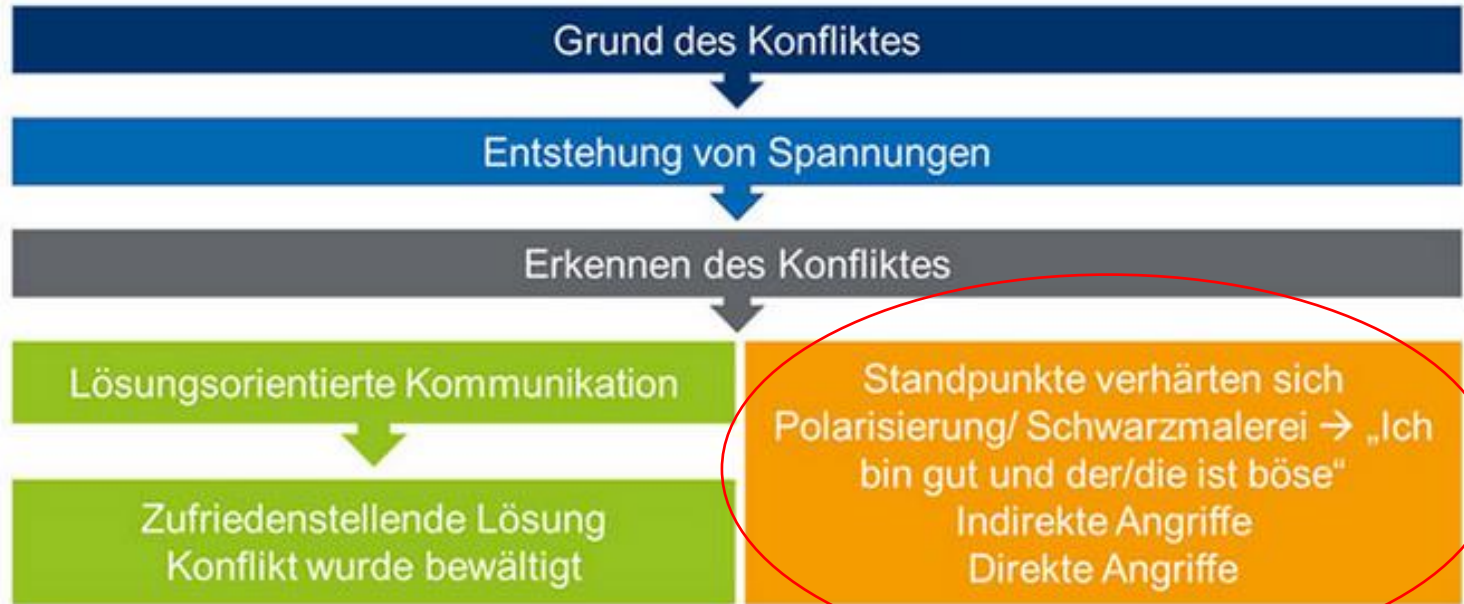 Grund des Konfliktes
Entstehung von Spannungen
Erkennen des Konfliktes
Lösungsorientierte Kommunikation
Zufriedenstellende Lösung
Konflikt wurde bewältigt
Standpunkte verhärten sich
Polarisierung/ Schwarzmalerei → „Ich
bin gut und der/die ist böse“
Indirekte Angriffe
Direkte Angriffe